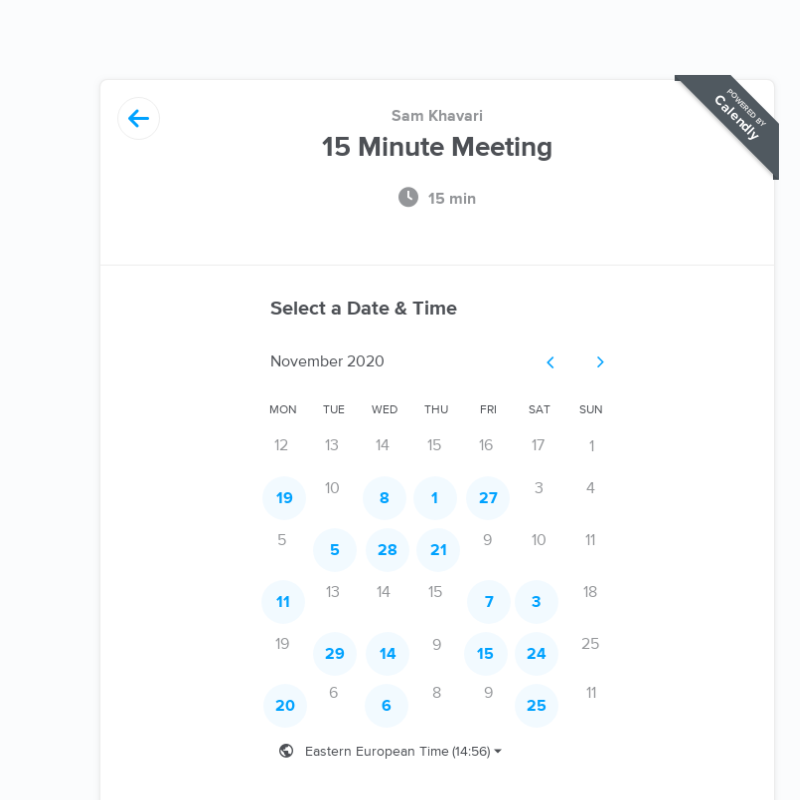 POWERED BY
Calendly
Sam Khavari
15 Minute Meeting
15 min
Select a Date & Time
November 2020
MON TUE WED THU FRI SAT SUN
12 13 14 15 16 17 1
19 10 8 1 27 3 4
5 5 28 21 9 10 11
11 13 14 15 7 3 18
19 29 14 9 15 24 25
20 6 6 8 9 25 11
Eastern European Time (14:56)